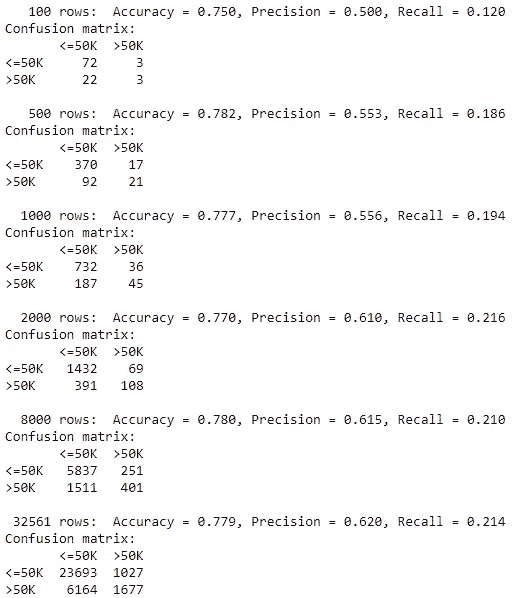 100 rows:  Accuracy = 0.750, Precision = 0.500, Recall = 0.120
Confusion matrix:
       <=50K  >50K
<=50K     72     3
>50K      22     3
500 rows:  Accuracy = 0.782, Precision = 0.553, Recall = 0.186
Confusion matrix:
       <=50K  >50K
<=50K    370    17
>50K      92    21
1000 rows:  Accuracy = 0.777, Precision = 0.556, Recall = 0.194
Confusion matrix:
       <=50K  >50K
<=50K    732    36
>50K     187    45
2000 rows:  Accuracy = 0.770, Precision = 0.610, Recall = 0.216
Confusion matrix:
       <=50K  >50K
<=50K   1432    69
>50K     391   108
8000 rows:  Accuracy = 0.780, Precision = 0.615, Recall = 0.210
Confusion matrix:
       <=50K  >50K
<=50K   5837   251
>50K    1511   401
32561 rows:  Accuracy = 0.779, Precision = 0.620, Recall = 0.214
Confusion matrix:
       <=50K  >50K
<=50K  23693  1027
>50K    6164  1677